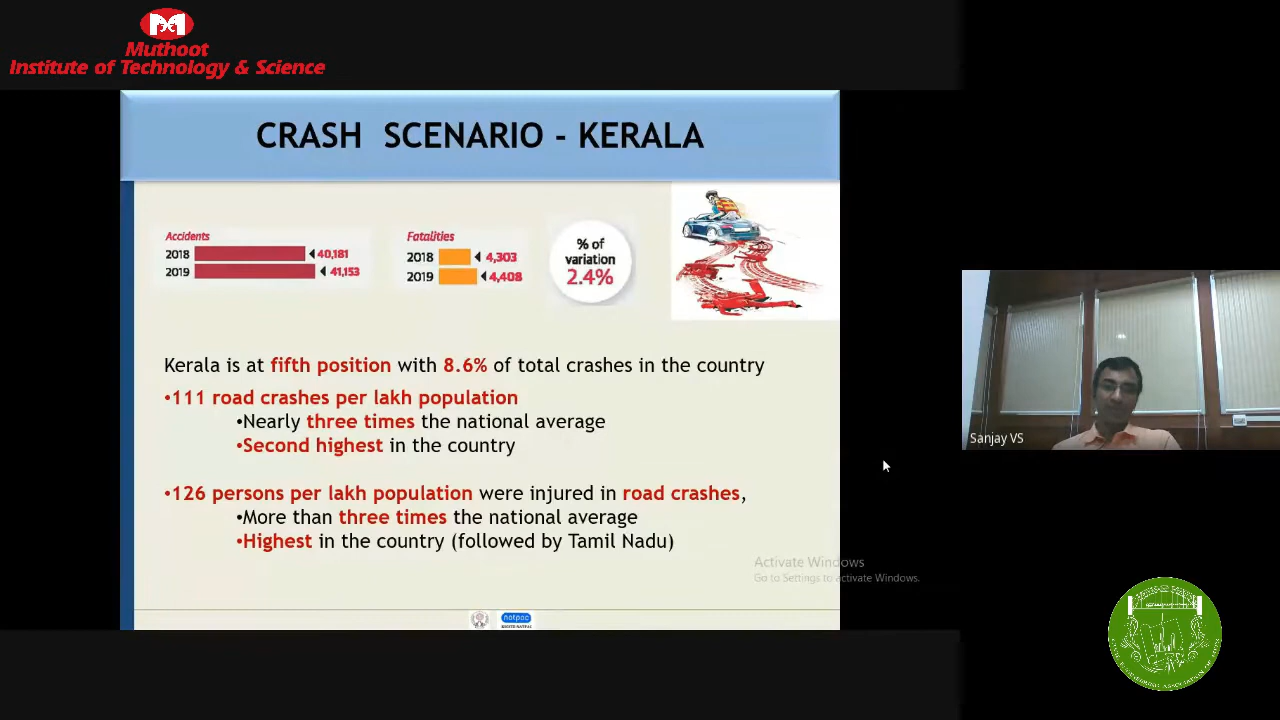 Muthoot
Institute of Technology & Science
CRASH SCENARIO - KERALA
Accidents
2018 40,181
2019 41,153
Fatalities
2018 4,303
2019 4,408
% of
variation
2.4%
Kerala is at fifth position with 8.6% of total crashes in the country
•111 road crashes per lakh population
•Nearly three times the national average
•Second highest in the country
•126 persons per lakh population were injured in road crashes,
•More than three times the national average
•Highest in the country (followed by Tamil Nadu)
Sanjay VS
Activate Windows
Go to Settings to activate Windows.
natpac